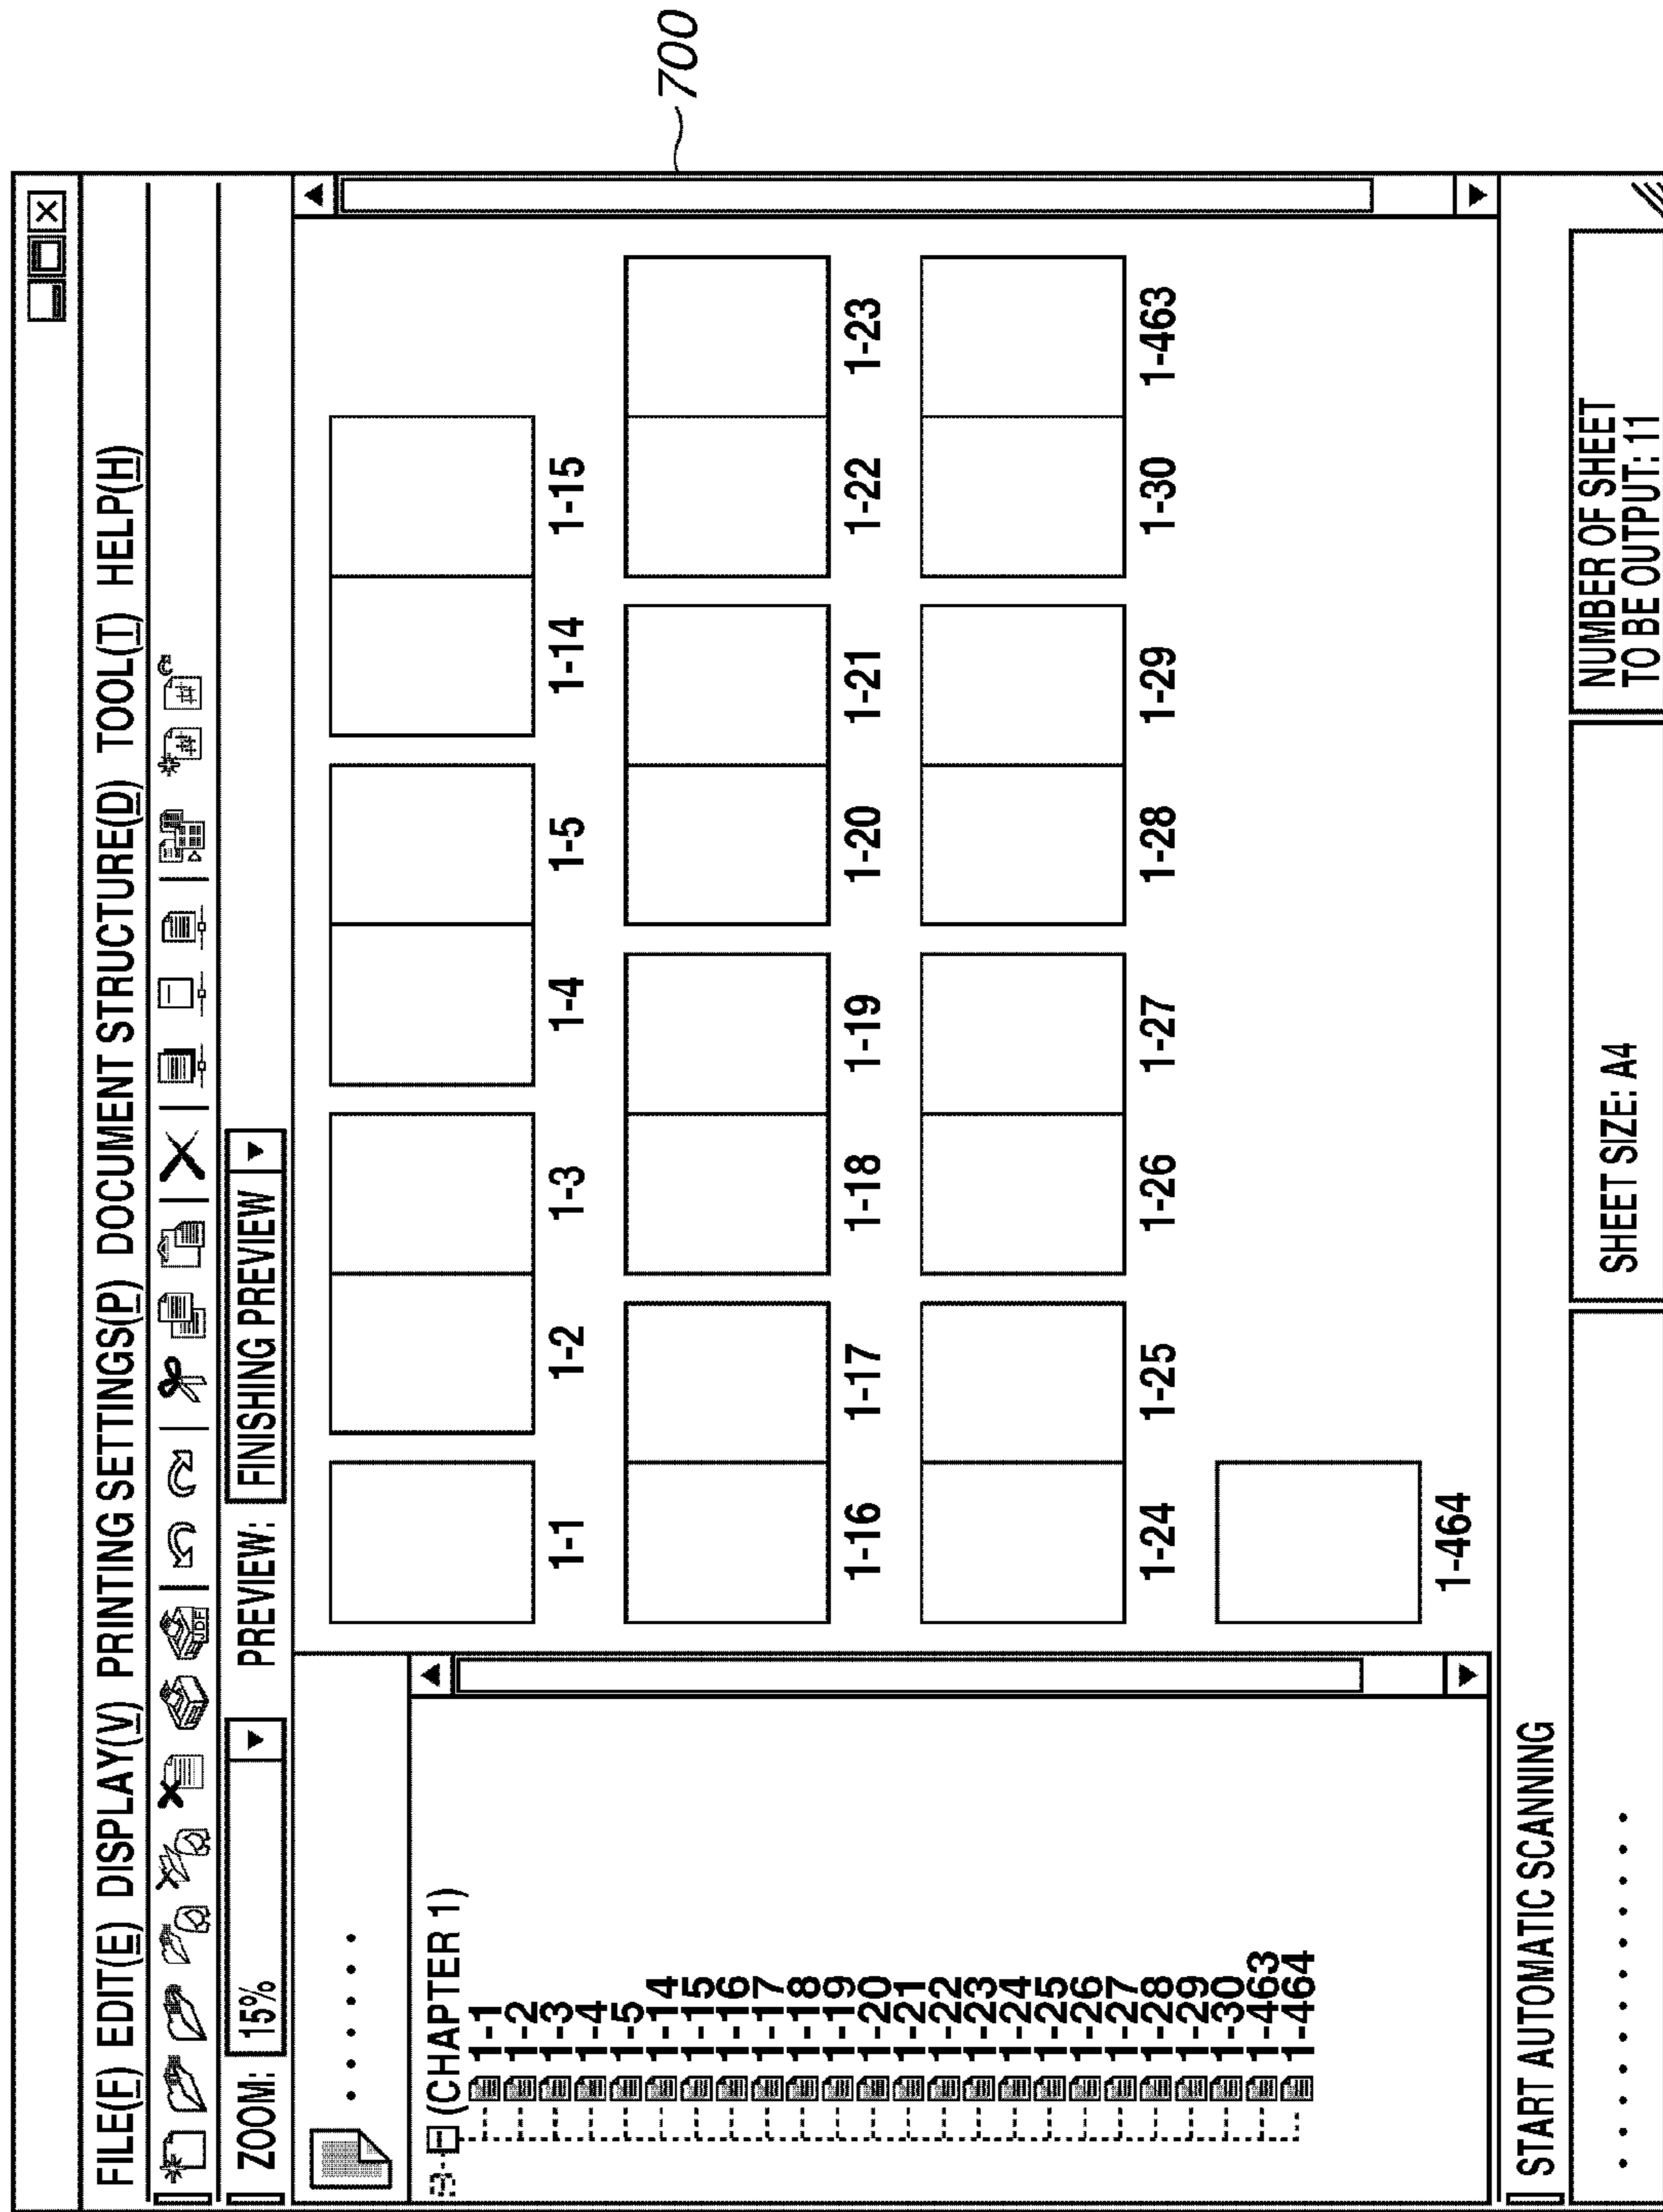 FILE(F) EDIT(E) DISPLAY(V) PRINTING SETTINGS(P) DOCUMENT STRUCTURE(D) TOOL(T) HELP(H)
JDF
ZOOM: 15% PREVIEW: FINISHING PREVIEW
(CHAPTER 1)
1-1
1-2
1-3
1-4
1-5
1-14
1-15
1-16
1-17
1-18
1-19
1-20
1-21
1-22
1-23
1-24
1-25
1-26
1-27
1-28
1-29
1-30
1-463
1-464
1-1 1-2 1-3 1-4 1-5 1-14 1-15
1-16 1-17 1-18 1-19 1-20 1-21 1-22 1-23
1-24 1-25 1-26 1-27 1-28 1-29 1-30 1-463
1-464
700
START AUTOMATIC SCANNING
SHEET SIZE: A4
NUMBER OF SHEET
TO BE OUTPUT: 11